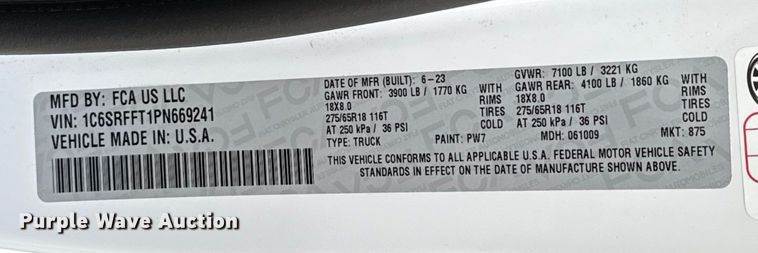 MFD BY: FCA US LLC
VIN: 1C6SRFFT1PN669241
VEHICLE MADE IN U.S.A.
DATE OF MFR (BUILT): 6-23
GAWR FRONT: 3900 LB / 1770 KG WITH
18X8.0 RIMS
275/65R18 116T TIRES
AT 250 kPa / 36 PSI COLD
TYPE: TRUCK PAINT: PW7
GVWR: 7100 LB / 3221 KG
GAWR REAR: 4100 LB / 1860 KG WITH
18X8.0 RIMS
275/65R18 116T TIRES
AT 250 kPa / 36 PSI COLD
MDH: 061009 MKT: 875
THIS VEHICLE CONFORMS TO ALL APPLICABLE U.S.A. FEDERAL MOTOR VEHICLE SAFETY
STANDARDS IN EFFECT ON THE DATE OF MANUFACTURE SHOWN ABOVE.
Purple Wave Auction